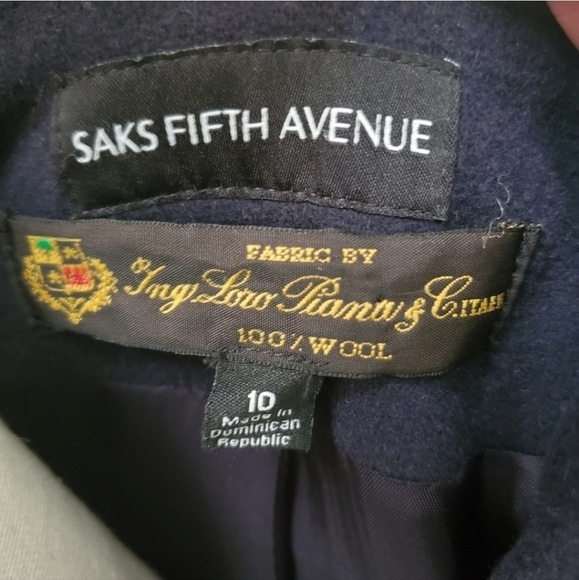 SAKS FIFTH AVENUE
FABRIC BY
Ing Loro Piana & C. ITALY
100% WOOL
10
Made in
Dominican
Republic